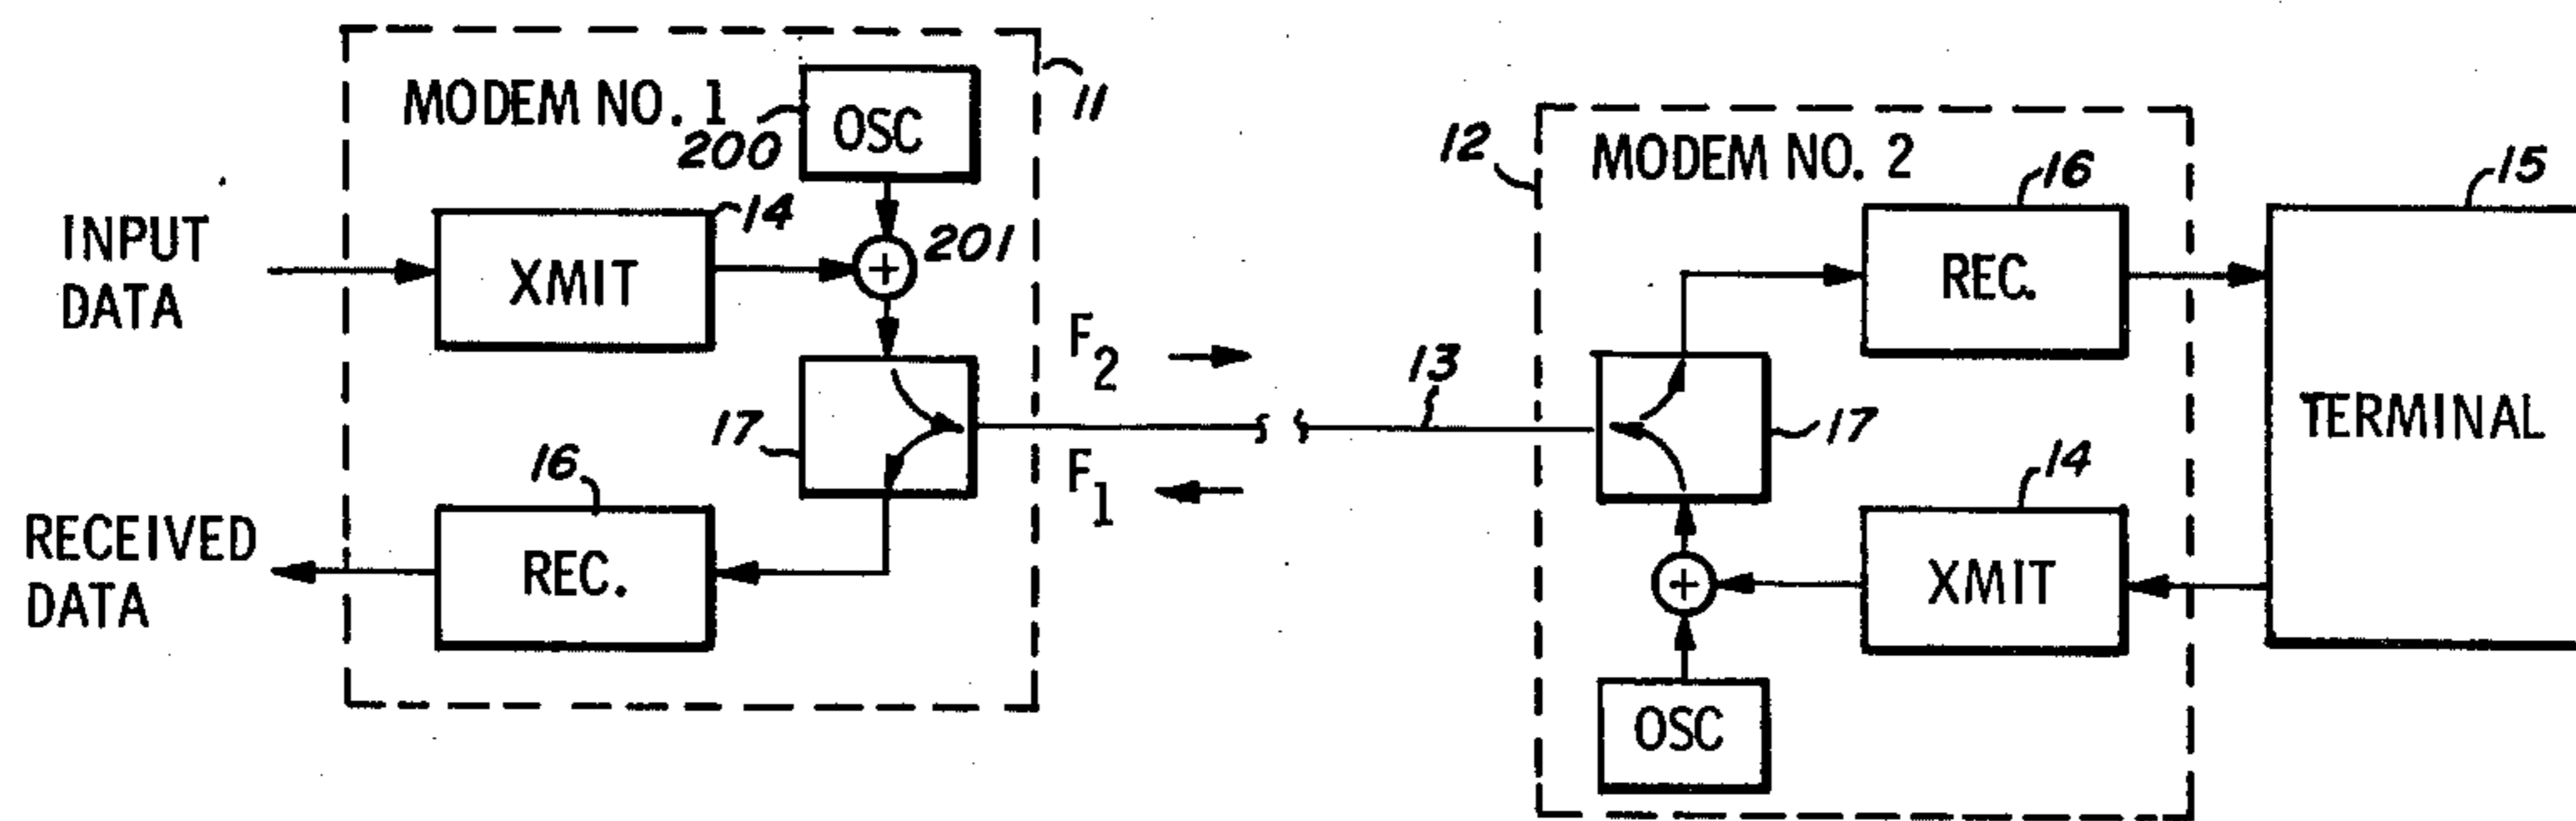 MODEM NO. 1
200
OSC
11
INPUT
DATA
XMIT
14
201
17
16
REC.
RECEIVED
DATA
F2
F1
13
12
MODEM NO. 2
16
REC.
15
17
14
XMIT
TERMINAL
OSC